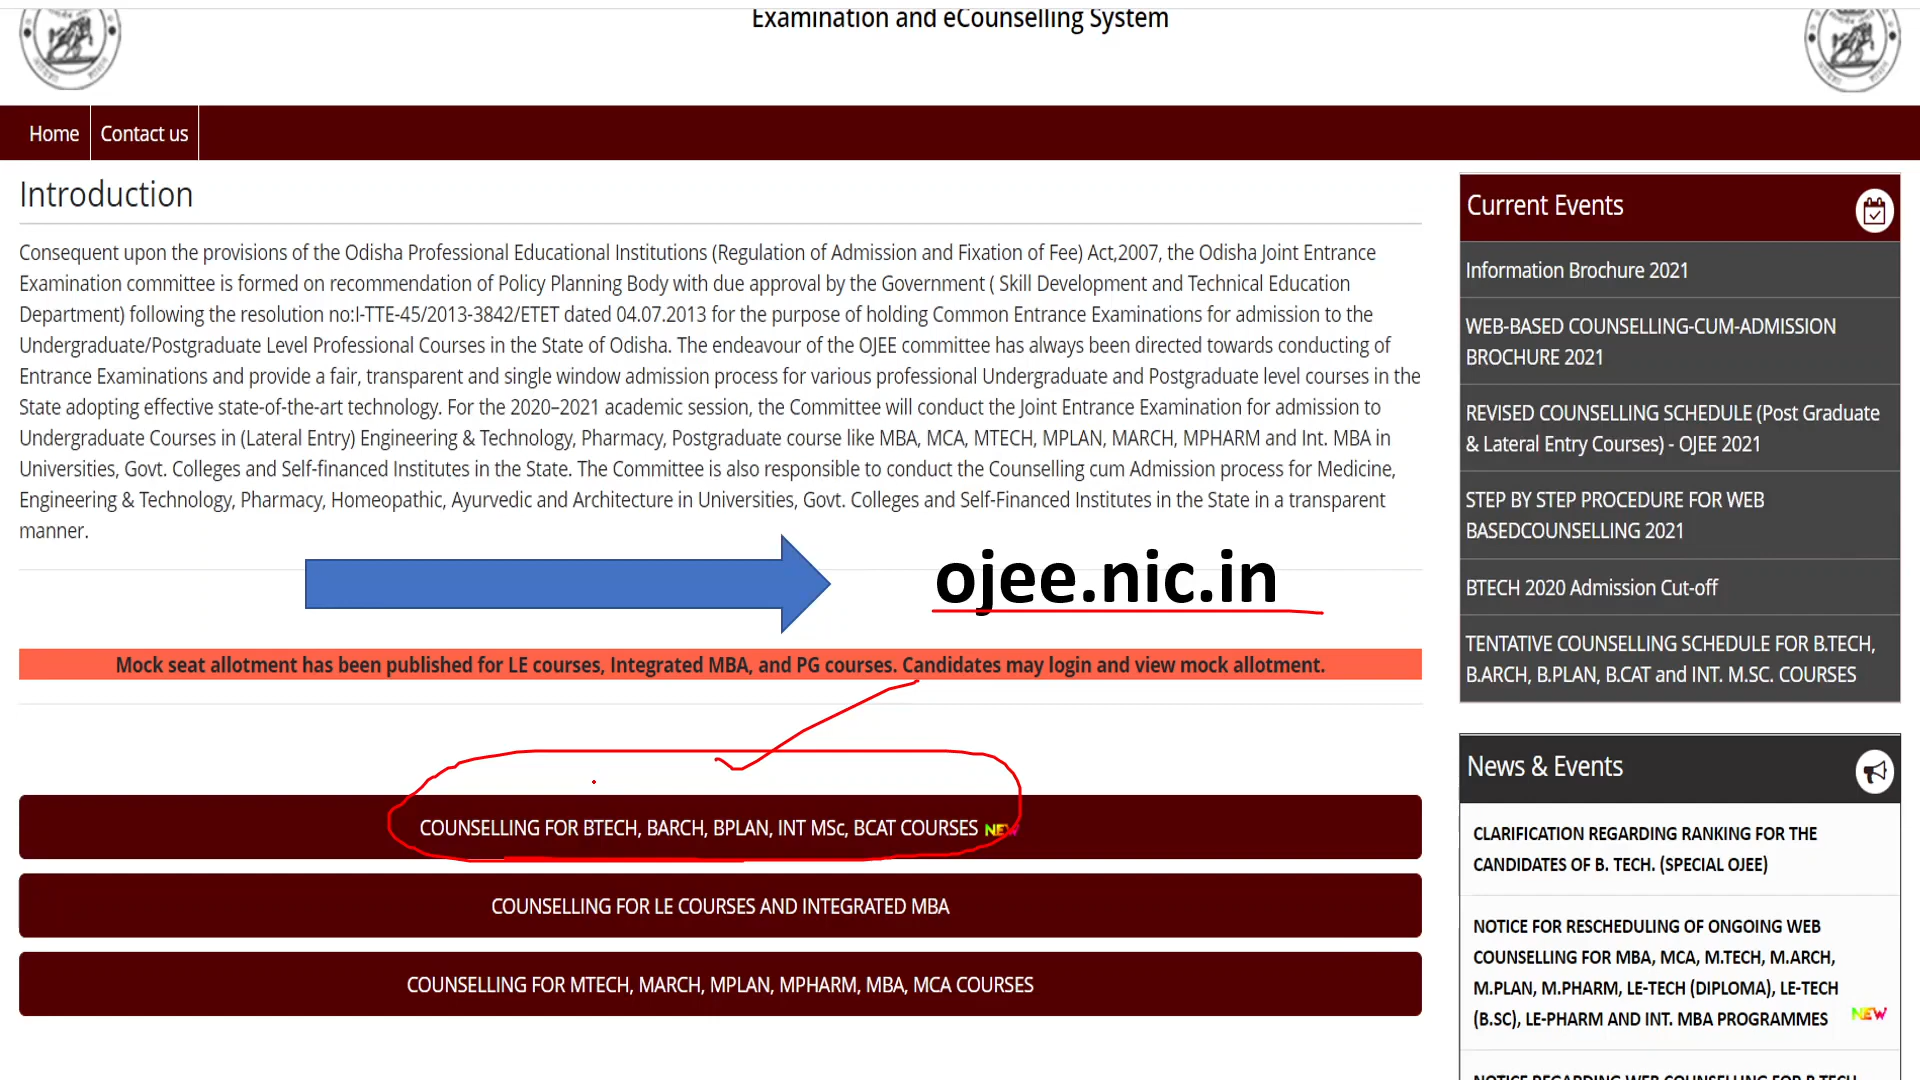 Examination and eCounselling System
Home
Contact us
Introduction
Consequent upon the provisions of the Odisha Professional Educational Institutions (Regulation of Admission and Fixation of Fee) Act,2007, the Odisha Joint Entrance
Examination committee is formed on recommendation of Policy Planning Body with due approval by the Government ( Skill Development and Technical Education
Department) following the resolution no:I-TTE-45/2013-3842/ETET dated 04.07.2013 for the purpose of holding Common Entrance Examinations for admission to the
Undergraduate/Postgraduate Level Professional Courses in the State of Odisha. The endeavour of the OJEE committee has always been directed towards conducting of
Entrance Examinations and provide a fair, transparent and single window admission process for various professional Undergraduate and Postgraduate level courses in the
State adopting effective state-of-the-art technology. For the 2020–2021 academic session, the Committee will conduct the Joint Entrance Examination for admission to
Undergraduate Courses in (Lateral Entry) Engineering & Technology, Pharmacy, Postgraduate course like MBA, MCA, MTECH, MPLAN, MARCH, MPHARM and Int. MBA in
Universities, Govt. Colleges and Self-financed Institutes in the State. The Committee is also responsible to conduct the Counselling cum Admission process for Medicine,
Engineering & Technology, Pharmacy, Homeopathic, Ayurvedic and Architecture in Universities, Govt. Colleges and Self-Financed Institutes in the State in a transparent
manner.
ojee.nic.in
Mock seat allotment has been published for LE courses, Integrated MBA, and PG courses. Candidates may login and view mock allotment.
COUNSELLING FOR BTECH, BARCH, BPLAN, INT MSc, BCAT COURSES NEW
COUNSELLING FOR LE COURSES AND INTEGRATED MBA
COUNSELLING FOR MTECH, MARCH, MPLAN, MPHARM, MBA, MCA COURSES
Current Events
Information Brochure 2021
WEB-BASED COUNSELLING-CUM-ADMISSION
BROCHURE 2021
REVISED COUNSELLING SCHEDULE (Post Graduate
& Lateral Entry Courses) - OJEE 2021
STEP BY STEP PROCEDURE FOR WEB
BASEDCOUNSELLING 2021
BTECH 2020 Admission Cut-off
TENTATIVE COUNSELLING SCHEDULE FOR B.TECH,
B.ARCH, B.PLAN, B.CAT and INT. M.SC. COURSES
News & Events
CLARIFICATION REGARDING RANKING FOR THE
CANDIDATES OF B. TECH. (SPECIAL OJEE)
NOTICE FOR RESCHEDULING OF ONGOING WEB
COUNSELLING FOR MBA, MCA, M.TECH, M.ARCH,
M.PLAN, M.PHARM, LE-TECH (DIPLOMA), LE-TECH
(B.SC), LE-PHARM AND INT. MBA PROGRAMMES NEW
NOTICE REGARDING WEB COUNSELLING FOR B.TECH